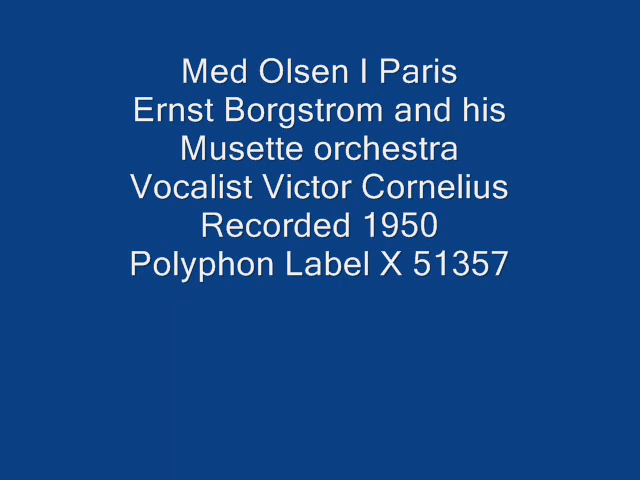 Med Olsen I Paris
Ernst Borgstrom and his
Musette orchestra
Vocalist Victor Cornelius
Recorded 1950
Polyphon Label X 51357